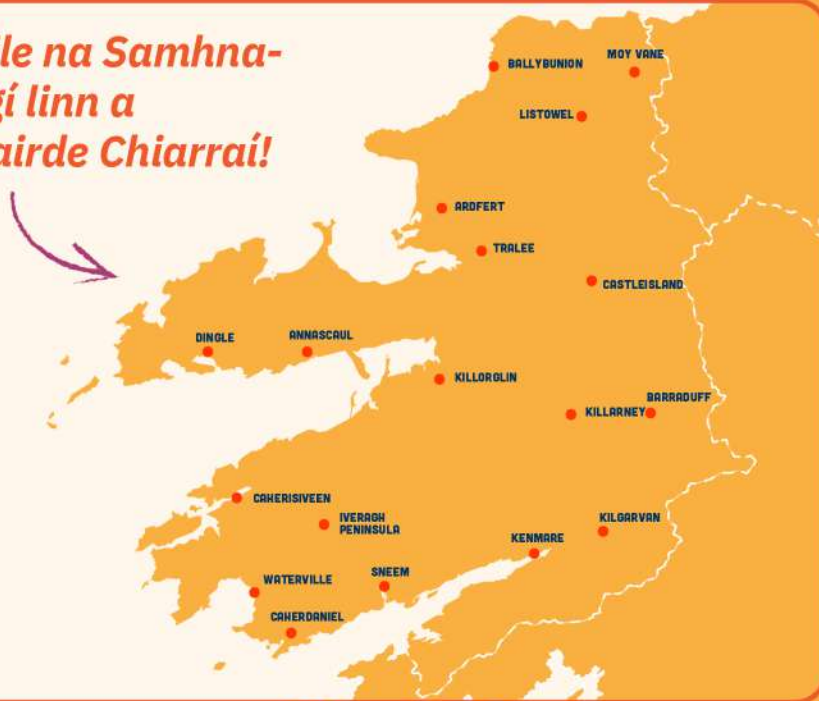 le na Samhna-
gí linn a
airde Chiarraí!
MOY VANE
BALLYBUNION
LISTOWEL
ARDFERT
TRALEE
CASTLEISLAND
DINGLE
ANNASCAUL
KILLORGLIN
BARRADUFF
KILLARNEY
CAHERISIVEEN
IVERAGH
PENINSULA
KILGARVAN
KENMARE
SNEEM
WATERVILLE
CAHERDANIEL